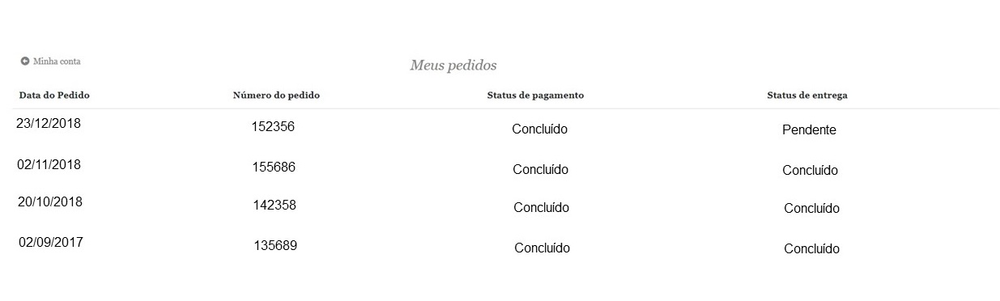 Minha conta
Meus pedidos
Data do Pedido Número do pedido Status de pagamento Status de entrega
23/12/2018 152356 Concluído Pendente
02/11/2018 155686 Concluído Concluído
20/10/2018 142358 Concluído Concluído
02/09/2017 135689 Concluído Concluído